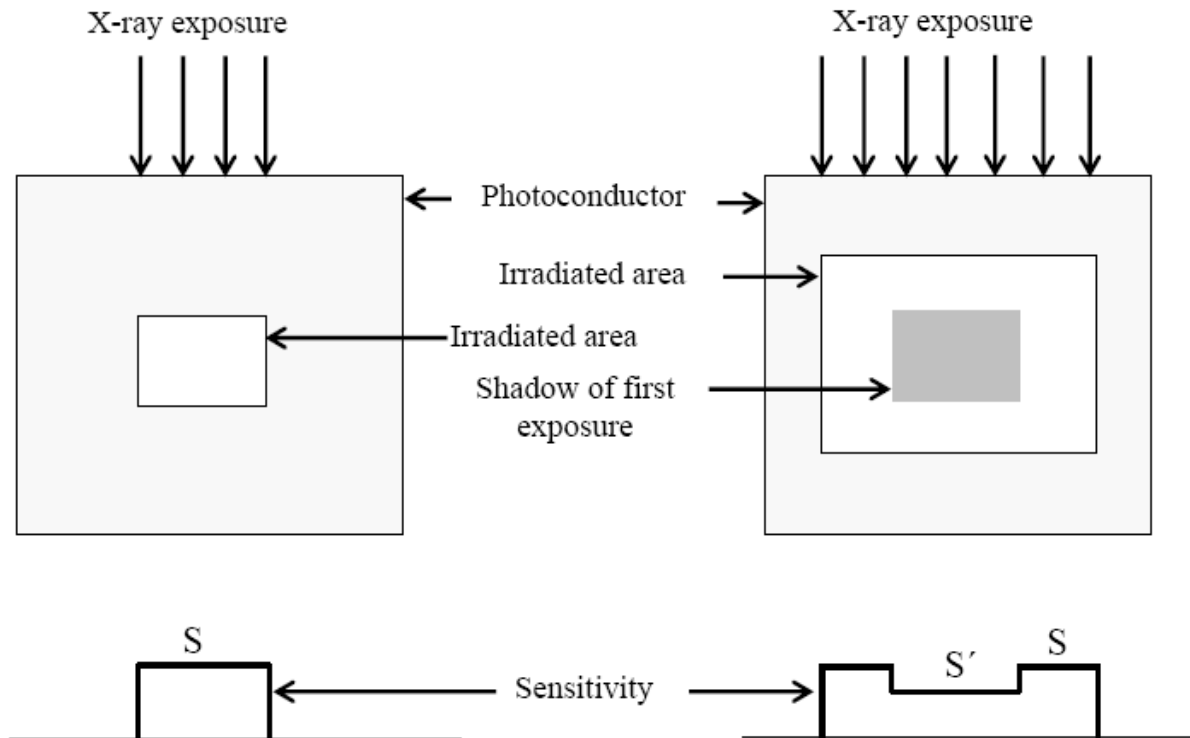 X-ray exposure
X-ray exposure
Photoconductor
Irradiated area
Irradiated area
Shadow of first
exposure
S
S′
S
Sensitivity